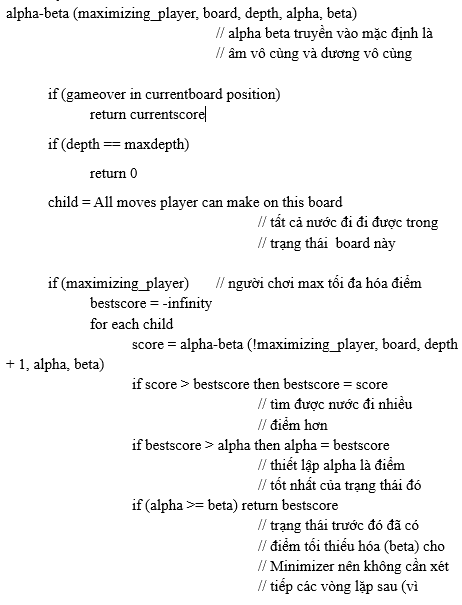 alpha-beta (maximizing_player, board, depth, alpha, beta)
// alpha beta truyền vào mặc định là
// âm vô cùng và dương vô cùng
if (gameover in currentboard position)
return currentscore
if (depth == maxdepth)
return 0
child = All moves player can make on this board
// tất cả nước đi đi được trong
// trạng thái board này
if (maximizing_player) // người chơi max tối đa hóa điểm
bestscore = -infinity
for each child
score = alpha-beta (!maximizing_player, board, depth
+ 1, alpha, beta)
if score > bestscore then bestscore = score
// tìm được nước đi nhiều
// điểm hơn
if bestscore > alpha then alpha = bestscore
// thiết lập alpha là điểm
// tốt nhất của trạng thái đó
if (alpha >= beta) return bestscore
// trạng thái trước đó đã có
// điểm tối thiểu hóa (beta) cho
// Minimizer nên không cần xét
// tiếp các vòng lặp sau (vì